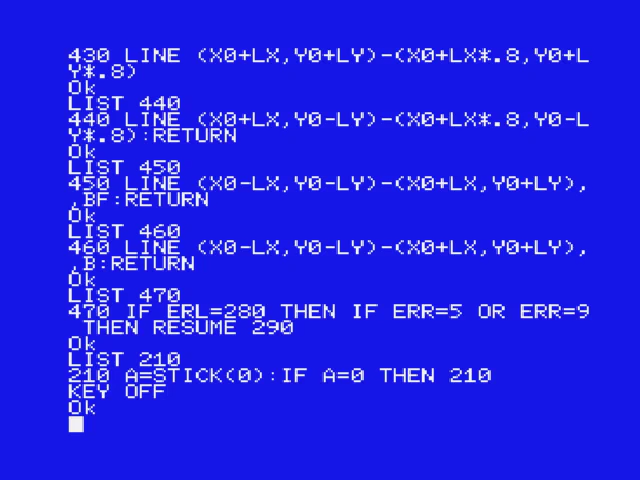 430 LINE (X0+LX,Y0+LY)-(X0+LX*.8,Y0+L
Y*.8)
Ok
LIST 440
440 LINE (X0+LX,Y0-LY)-(X0+LX*.8,Y0-L
Y*.8):RETURN
Ok
LIST 450
450 LINE (X0-LX,Y0-LY)-(X0+LX,Y0+LY),
,BF:RETURN
Ok
LIST 460
460 LINE (X0-LX,Y0-LY)-(X0+LX,Y0+LY),
,B:RETURN
Ok
LIST 470
470 IF ERL=280 THEN IF ERR=5 OR ERR=9
 THEN RESUME 290
Ok
LIST 210
210 A=STICK(0):IF A=0 THEN 210
KEY OFF
Ok